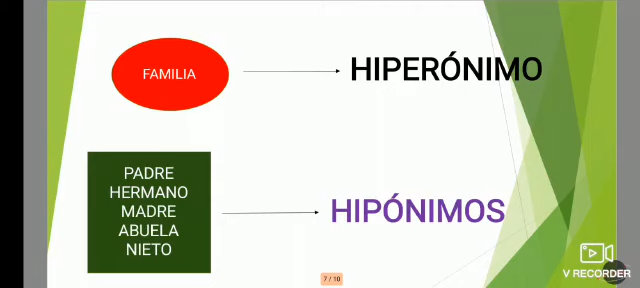 FAMILIA
HIPERÓNIMO
PADRE
HERMANO
MADRE
ABUELA
NIETO
HIPÓNIMOS
7 / 10
V RECORDER